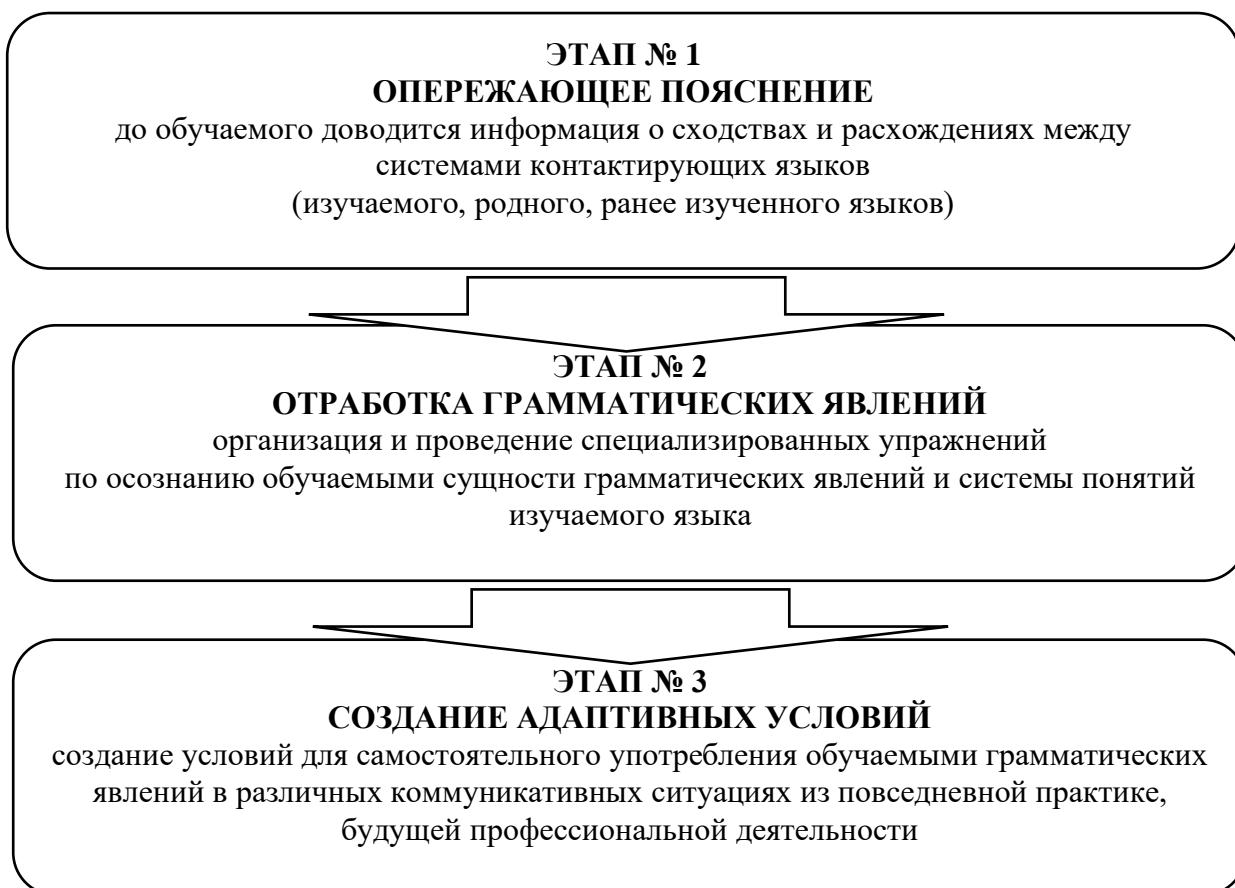 ЭТАП № 1
ОПЕРЕЖАЮЩЕЕ ПОЯСНЕНИЕ
до обучаемого доводится информация о сходствах и расхождениях между
системами контактирующих языков
(изучаемого, родного, ранее изученного языков)
ЭТАП № 2
ОТРАБОТКА ГРАММАТИЧЕСКИХ ЯВЛЕНИЙ
организация и проведение специализированных упражнений
по осознанию обучаемыми сущности грамматических явлений и системы понятий
изучаемого языка
ЭТАП № 3
СОЗДАНИЕ АДАПТИВНЫХ УСЛОВИЙ
создание условий для самостоятельного употребления обучаемыми грамматических
явлений в различных коммуникативных ситуациях из повседневной практике,
будущей профессиональной деятельности